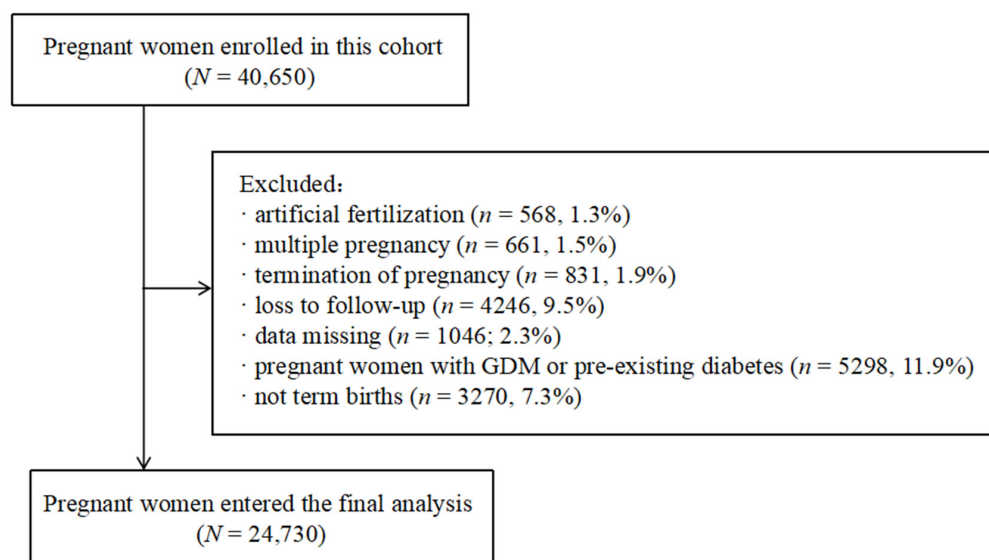 Pregnant women enrolled in this cohort
(N = 40,650)
Excluded：
· artificial fertilization (n = 568, 1.3%)
· multiple pregnancy (n = 661, 1.5%)
· termination of pregnancy (n = 831, 1.9%)
· loss to follow-up (n = 4246, 9.5%)
· data missing (n = 1046; 2.3%)
· pregnant women with GDM or pre-existing diabetes (n = 5298, 11.9%)
· not term births (n = 3270, 7.3%)
Pregnant women entered the final analysis
(N = 24,730)